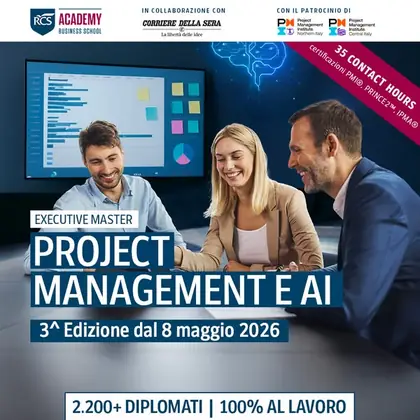 RCS
ACADEMY
BUSINESS SCHOOL
IN COLLABORAZIONE CON
CORRIERE DELLA SERA
La libertà delle idee
CON IL PATROCINIO DI
Project
Management
Institute
Northern Italy
Project
Management
Institute
Central Italy
35 CONTACT HOURS
certificazioni PMI®, PRINCE2™, IPMA®
EXECUTIVE MASTER
PROJECT
MANAGEMENT E AI
3^ Edizione dal 8 maggio 2026
2.200+ DIPLOMATI | 100% AL LAVORO